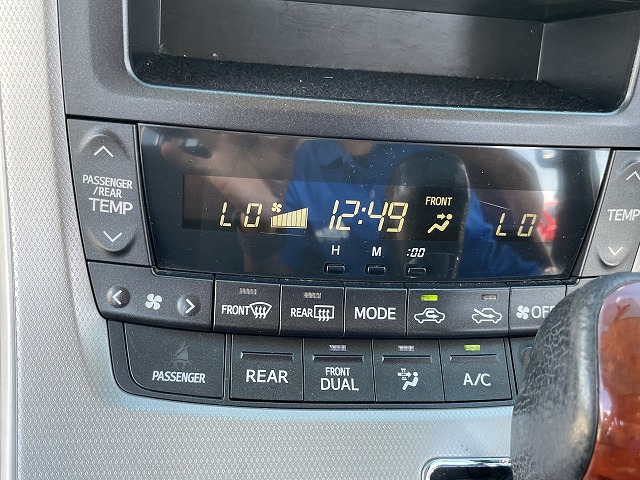 PASSENGER
/REAR
TEMP
LO 12:49 FRONT LO
H M :00
TEMP
FRONT REAR MODE OFF
PASSENGER
REAR FRONT
DUAL A/C